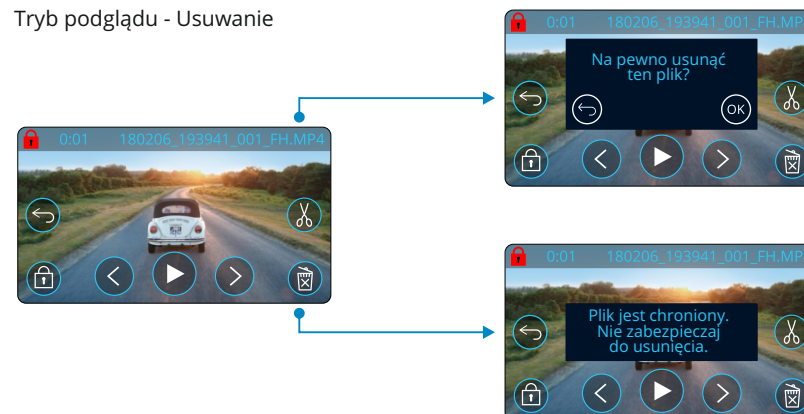 Tryb podglądu - Usuwanie
0:01 180206_193941_001_FH.MP4
0:01 180206_193941_001_FH.MP
Na pewno usunąć
ten plik?
OK
0:01 180206_193941_001_FH.MP
Plik jest chroniony.
Nie zabezpieczaj
do usunięcia.